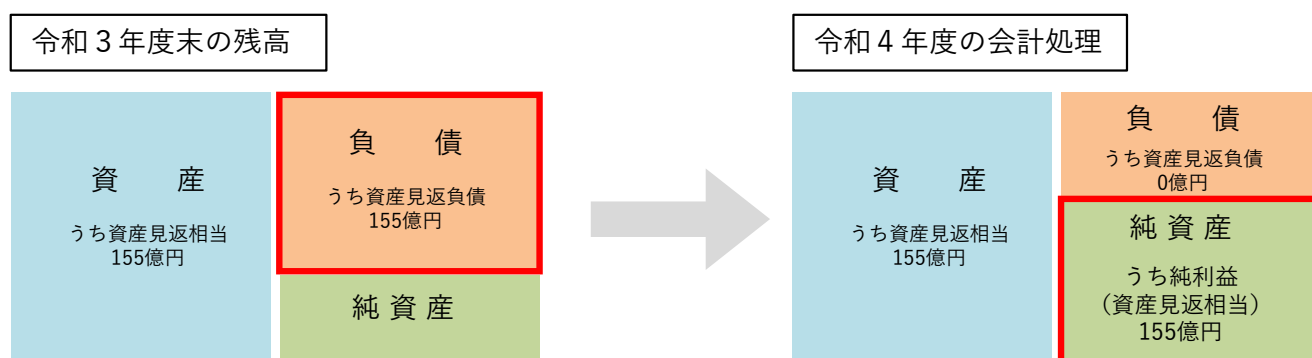 令和３年度末の残高
資　産
うち資産見返相当
155億円
負　債
うち資産見返負債
155億円
純 資 産
令和４年度の会計処理
資　産
うち資産見返相当
155億円
負　債
うち資産見返負債
0億円
純 資 産
うち純利益
（資産見返相当）
155億円